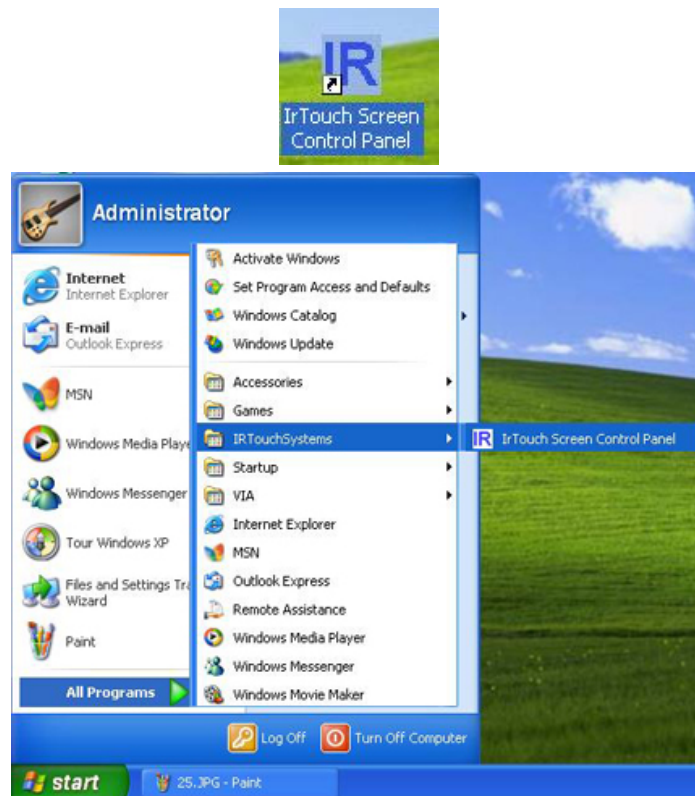 IR
IrTouch Screen
Control Panel
Administrator
Internet
Internet Explorer
E-mail
Outlook Express
MSN
Windows Media Playe
Windows Messenger
Tour Windows XP
Files and Settings Tra
Wizard
Paint
All Programs
Activate Windows
Set Program Access and Defaults
Windows Catalog
Windows Update
Accessories
Games
IRTouchSystems
Startup
VIA
Internet Explorer
MSN
Outlook Express
Remote Assistance
Windows Media Player
Windows Messenger
Windows Movie Maker
IR IrTouch Screen Control Panel
Log Off Turn Off Computer
start 25.JPG - Paint